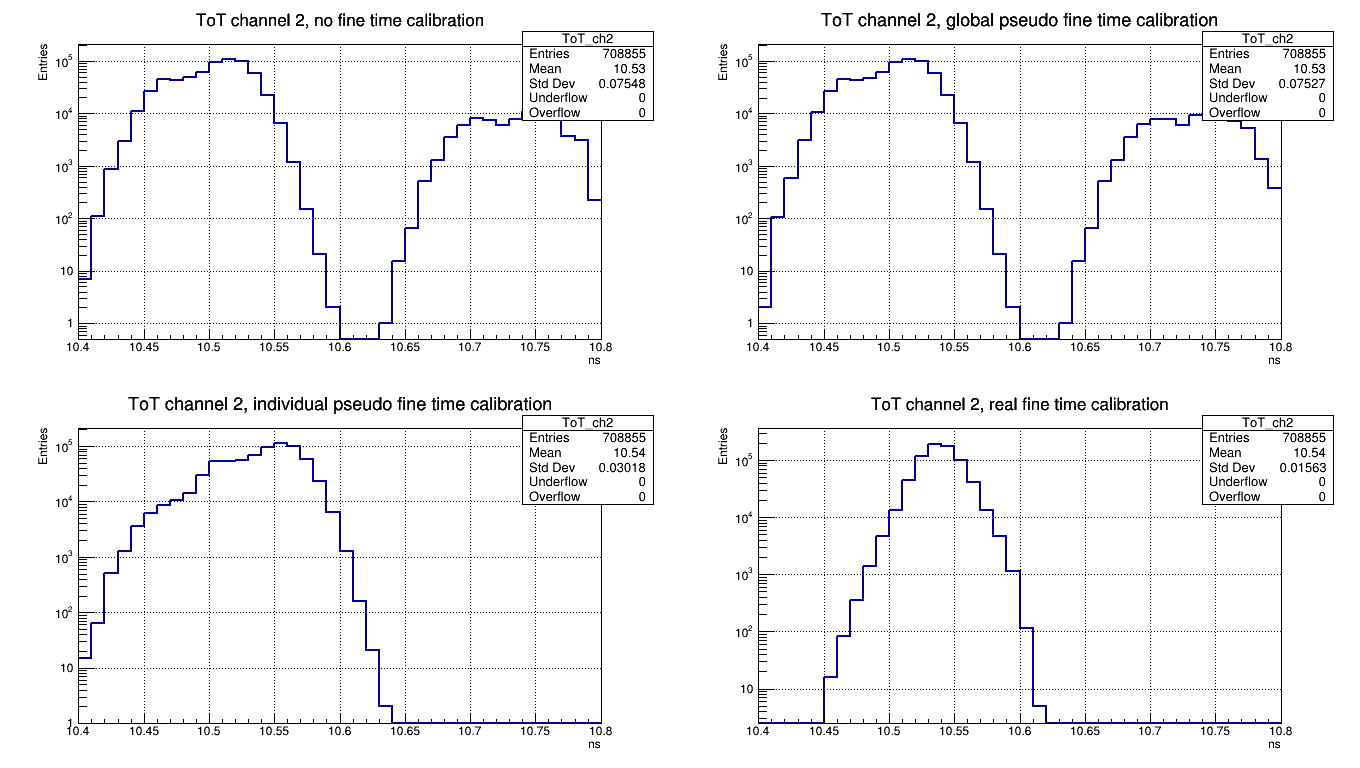 ToT channel 2, no fine time calibration
Entries
ToT_ch2
Entries 708855
Mean 10.53
Std Dev 0.07548
Underflow 0
Overflow 0
10^5
10^4
10^3
10^2
10
1
10.4 10.45 10.5 10.55 10.6 10.65 10.7 10.75 10.8
ns
ToT channel 2, global pseudo fine time calibration
Entries
ToT_ch2
Entries 708855
Mean 10.53
Std Dev 0.07527
Underflow 0
Overflow 0
10^5
10^4
10^3
10^2
10
1
10.4 10.45 10.5 10.55 10.6 10.65 10.7 10.75 10.8
ns
ToT channel 2, individual pseudo fine time calibration
Entries
ToT_ch2
Entries 708855
Mean 10.54
Std Dev 0.03018
Underflow 0
Overflow 0
10^5
10^4
10^3
10^2
10
1
10.4 10.45 10.5 10.55 10.6 10.65 10.7 10.75 10.8
ns
ToT channel 2, real fine time calibration
Entries
ToT_ch2
Entries 708855
Mean 10.54
Std Dev 0.01563
Underflow 0
Overflow 0
10^5
10^4
10^3
10^2
10
10.4 10.45 10.5 10.55 10.6 10.65 10.7 10.75 10.8
ns